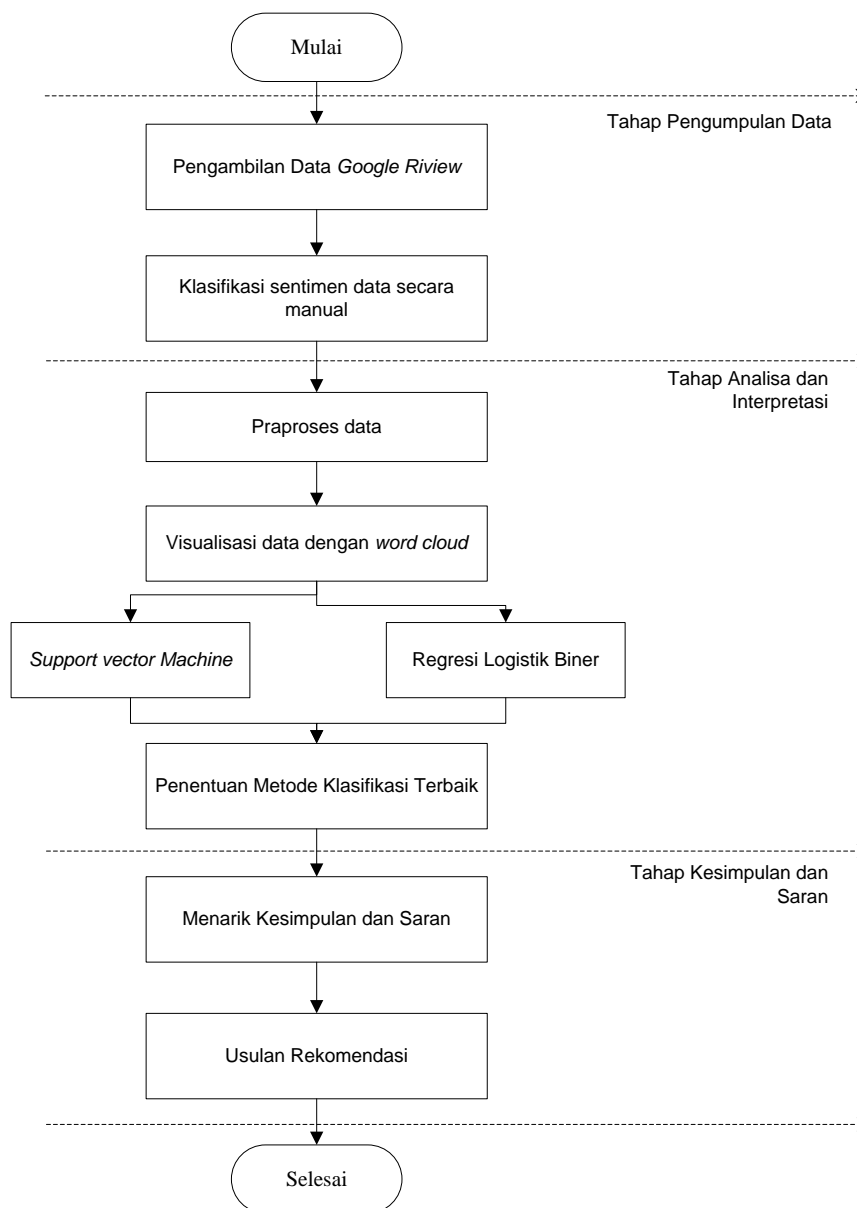 Mulai
Tahap Pengumpulan Data
Pengambilan Data Google Riview
Klasifikasi sentimen data secara
manual
Tahap Analisa dan
Interpretasi
Praproses data
Visualisasi data dengan word cloud
Support vector Machine
Regresi Logistik Biner
Penentuan Metode Klasifikasi Terbaik
Tahap Kesimpulan dan
Saran
Menarik Kesimpulan dan Saran
Usulan Rekomendasi
Selesai